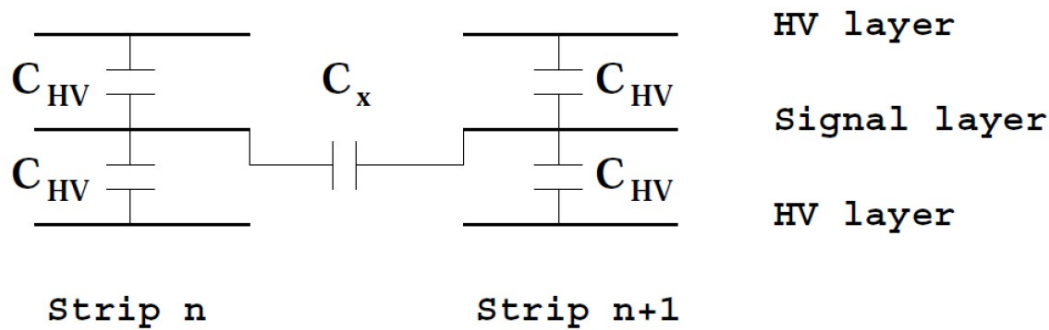 HV layer
C HV
C x
C HV
Signal layer
C HV
C HV
HV layer
Strip n
Strip n+1